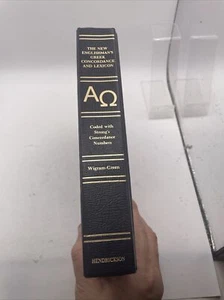 THE NEW
ENGLISHMAN'S
GREEK
CONCORDANCE
AND LEXICON
ΑΩ
Coded with
Strong's
Concordance
Numbers
Wigram-Green
HENDRICKSON